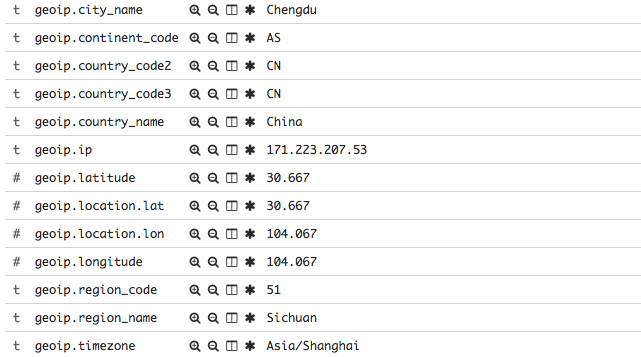 t geoip.city_name Chengdu
t geoip.continent_code AS
t geoip.country_code2 CN
t geoip.country_code3 CN
t geoip.country_name China
t geoip.ip 171.223.207.53
# geoip.latitude 30.667
# geoip.location.lat 30.667
# geoip.location.lon 104.067
# geoip.longitude 104.067
t geoip.region_code 51
t geoip.region_name Sichuan
t geoip.timezone Asia/Shanghai